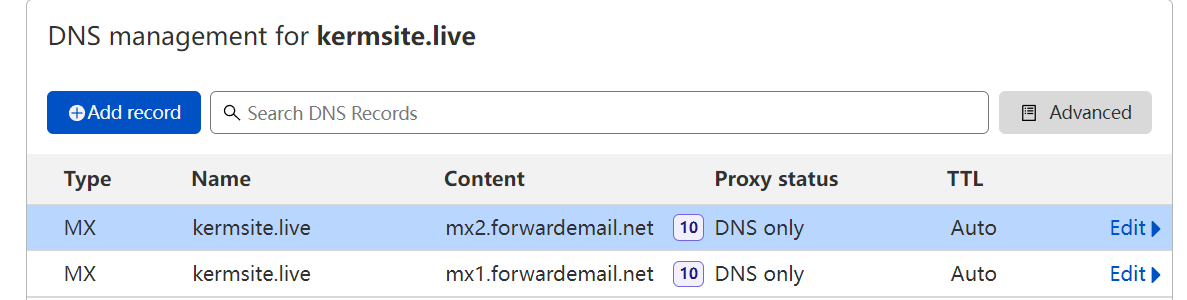 DNS management for kermsite.live
Add record Search DNS Records Advanced
Type Name Content Proxy status TTL
MX kermsite.live mx2.forwardemail.net 10 DNS only Auto Edit
MX kermsite.live mx1.forwardemail.net 10 DNS only Auto Edit